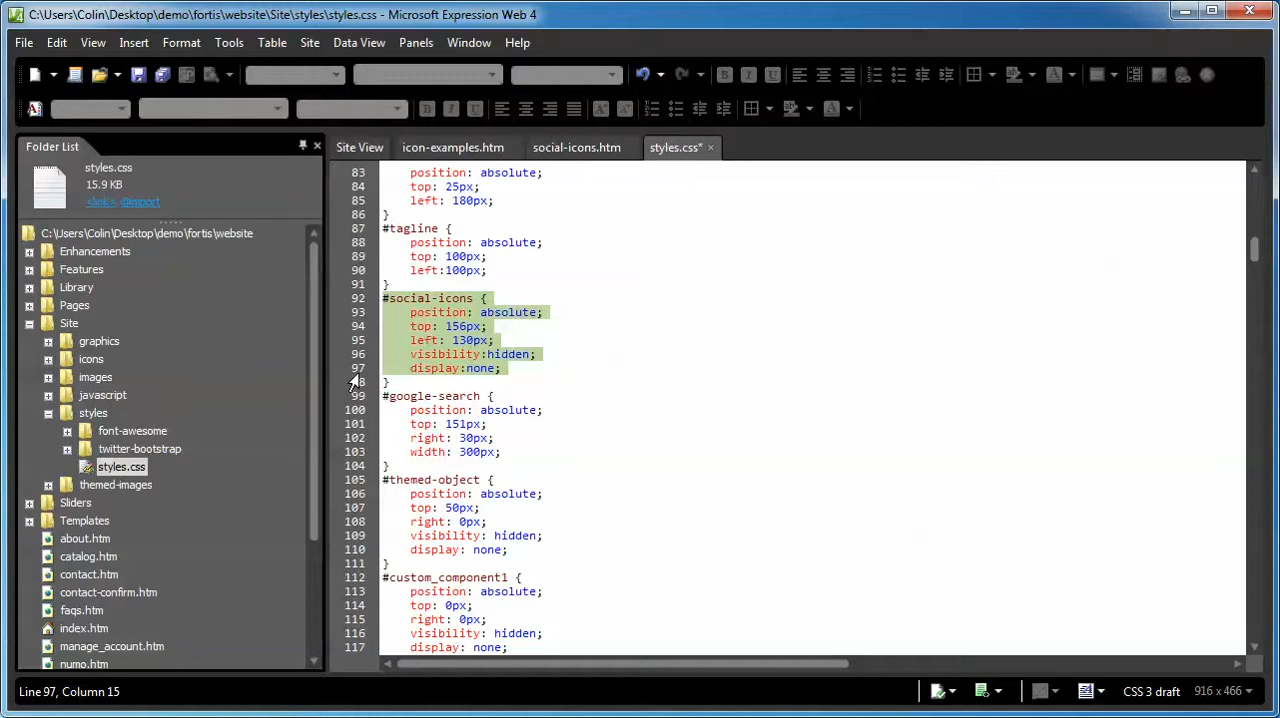 C:\Users\Colin\Desktop\demo\fortis\website\Site\styles\styles.css - Microsoft Expression Web 4
File Edit View Insert Format Tools Table Site Data View Panels Window Help
Folder List
styles.css
15.9 KB
<link> @import
C:\Users\Colin\Desktop\demo\fortis\website
Enhancements
Features
Library
Pages
Site
graphics
icons
images
javascript
styles
font-awesome
twitter-bootstrap
styles.css
themed-images
Sliders
Templates
about.htm
catalog.htm
contact.htm
contact-confirm.htm
faqs.htm
index.htm
manage_account.htm
numo.htm
Site View icon-examples.htm social-icons.htm styles.css* ×
83 position: absolute;
84 top: 25px;
85 left: 180px;
86 }
87 #tagline {
88 position: absolute;
89 top: 100px;
90 left:100px;
91 }
92 #social-icons {
93 position: absolute;
94 top: 156px;
95 left: 130px;
96 visibility:hidden;
97 display:none;
98 }
99 #google-search {
100 position: absolute;
101 top: 151px;
102 right: 30px;
103 width: 300px;
104 }
105 #themed-object {
106 position: absolute;
107 top: 50px;
108 right: 0px;
109 visibility: hidden;
110 display: none;
111 }
112 #custom_component1 {
113 position: absolute;
114 top: 0px;
115 right: 0px;
116 visibility: hidden;
117 display: none;
Line 97, Column 15
CSS 3 draft 916 x 466